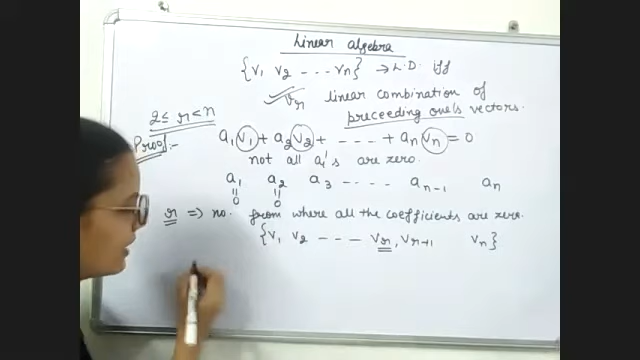 Linear algebra
{v1 v2 --- vn} → L.D. iff
vr linear combination of
preceeding one's vectors.
2 ≤ r < n
Proof:-
a1 v1 + a2 v2 + ---- + an vn = 0
not all ai's are zero.
a1 a2 a3 ---- an-1 an
0 0
r ⇒ no. from where all the coefficients are zero.
{v1 v2 --- vr, vr+1 vn}